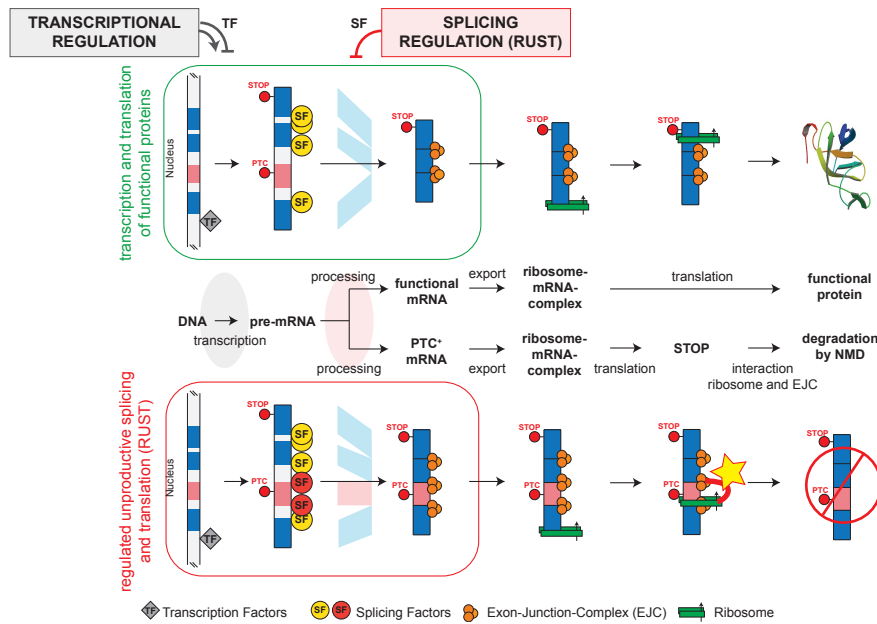 TRANSCRIPTIONAL
REGULATION
TF
SF
SPLICING
REGULATION (RUST)
transcription and translation
of functional proteins
Nucleus
TF
STOP
PTC
SF
SF
SF
STOP
STOP
STOP
processing
functional
mRNA
export
ribosome-
mRNA-
complex
translation
functional
protein
DNA
transcription
pre-mRNA
processing
PTC+
mRNA
export
ribosome-
mRNA-
complex
translation
STOP
interaction
ribosome and EJC
degradation
by NMD
regulated unproductive splicing
and translation (RUST)
Nucleus
TF
STOP
PTC
SF
SF
SF
SF
SF
STOP
PTC
STOP
PTC
STOP
PTC
STOP
PTC
TF Transcription Factors
SF SF Splicing Factors
Exon-Junction-Complex (EJC)
Ribosome